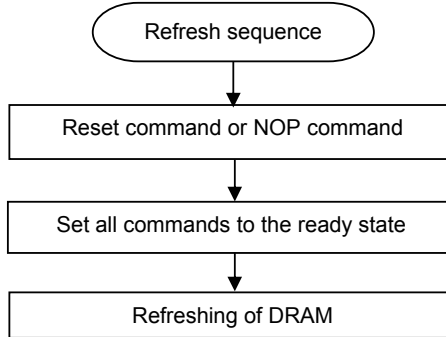 Refresh sequence
Reset command or NOP command
Set all commands to the ready state
Refreshing of DRAM